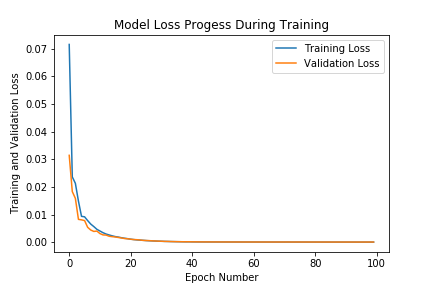 Model Loss Progess During Training
Training Loss
Validation Loss
Training and Validation Loss
0.07
0.06
0.05
0.04
0.03
0.02
0.01
0.00
0 20 40 60 80 100
Epoch Number